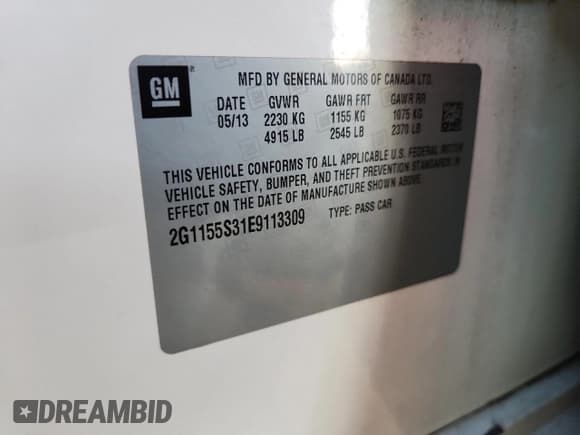 GM
MFD BY GENERAL MOTORS OF CANADA LTD.
DATE GVWR GAWR FRT GAWR RR
05/13 2230 KG 1155 KG 1075 KG
4915 LB 2545 LB 2370 LB
THIS VEHICLE CONFORMS TO ALL APPLICABLE U.S. FEDERAL MOTOR
VEHICLE SAFETY, BUMPER, AND THEFT PREVENTION STANDARDS IN
EFFECT ON THE DATE OF MANUFACTURE SHOWN ABOVE.
2G1155S31E9113309 TYPE: PASS CAR
DREAMBID